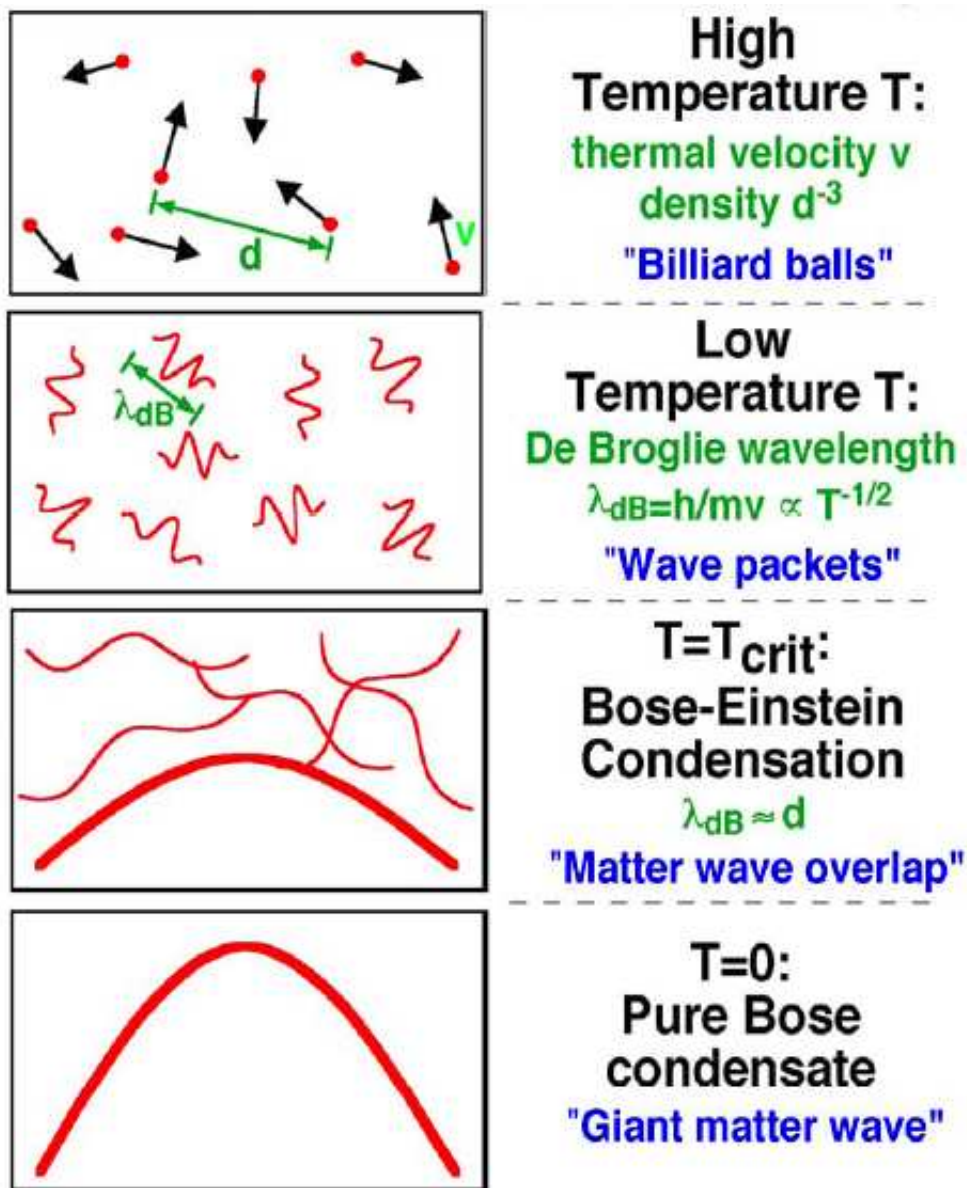 High
Temperature T:
thermal velocity v
density d⁻³
"Billiard balls"
d
v
Low
Temperature T:
De Broglie wavelength
λdB=h/mv ∝ T⁻¹/²
"Wave packets"
λdB
T=Tcrit:
Bose-Einstein
Condensation
λdB ≈ d
"Matter wave overlap"
T=0:
Pure Bose
condensate
"Giant matter wave"